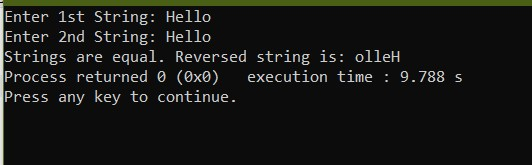 Enter 1st String: Hello
Enter 2nd String: Hello
Strings are equal. Reversed string is: olleH
Process returned 0 (0x0)   execution time : 9.788 s
Press any key to continue.